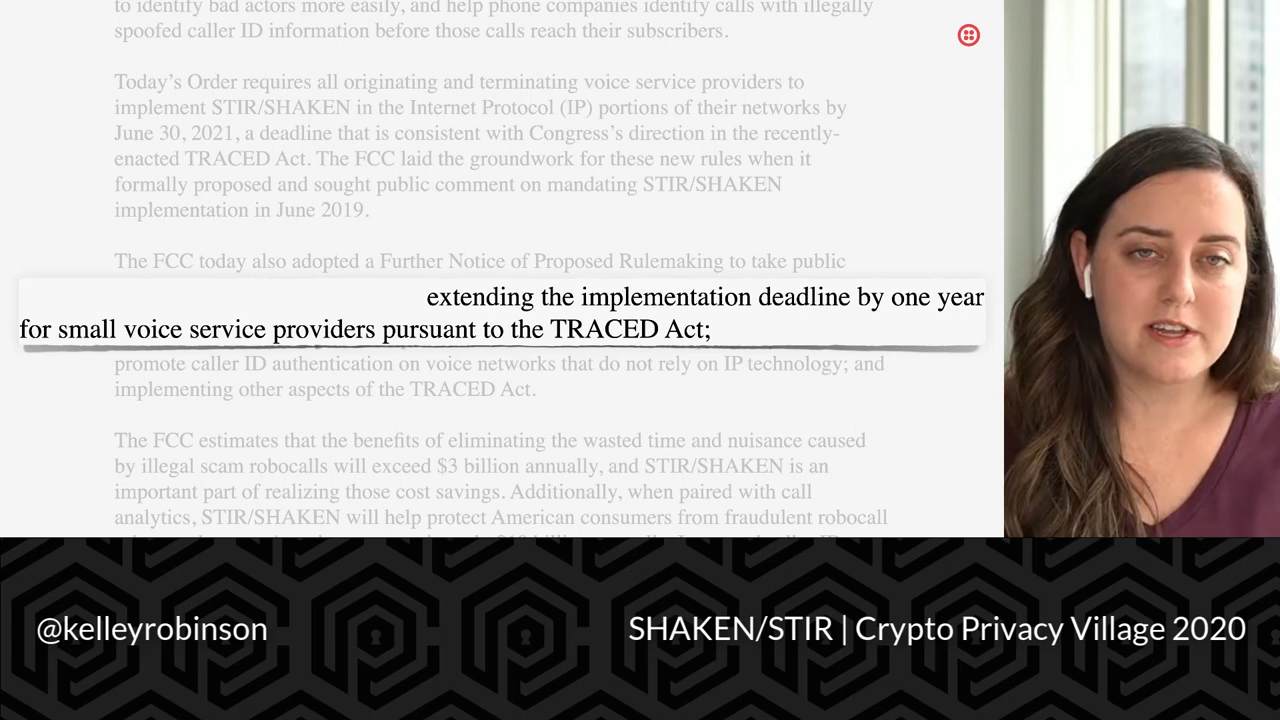 to identify bad actors more easily, and help phone companies identify calls with illegally
spoofed caller ID information before those calls reach their subscribers.
Today’s Order requires all originating and terminating voice service providers to
implement STIR/SHAKEN in the Internet Protocol (IP) portions of their networks by
June 30, 2021, a deadline that is consistent with Congress’s direction in the recently-
enacted TRACED Act. The FCC laid the groundwork for these new rules when it
formally proposed and sought public comment on mandating STIR/SHAKEN
implementation in June 2019.
The FCC today also adopted a Further Notice of Proposed Rulemaking to take public
extending the implementation deadline by one year
for small voice service providers pursuant to the TRACED Act;
promote caller ID authentication on voice networks that do not rely on IP technology; and
implementing other aspects of the TRACED Act.
The FCC estimates that the benefits of eliminating the wasted time and nuisance caused
by illegal scam robocalls will exceed $3 billion annually, and STIR/SHAKEN is an
important part of realizing those cost savings. Additionally, when paired with call
analytics, STIR/SHAKEN will help protect American consumers from fraudulent robocall
@kelleyrobinson
SHAKEN/STIR | Crypto Privacy Village 2020